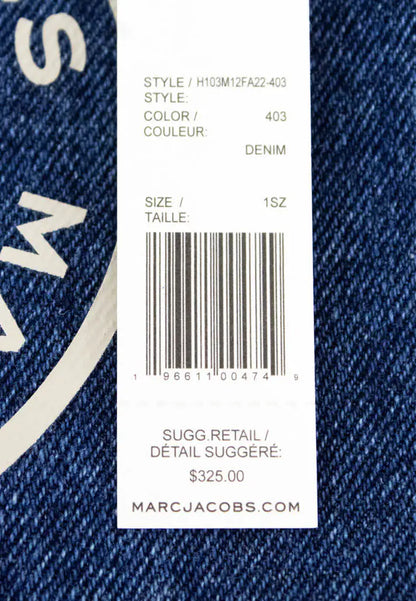 STYLE / H103M12FA22-403
STYLE:
COLOR / 403
COULEUR:
DENIM
SIZE / 1SZ
TAILLE:
1 96611 00474 9
SUGG.RETAIL /
DÉTAIL SUGGÉRÉ:
$325.00
MARCJACOBS.COM
S
MA